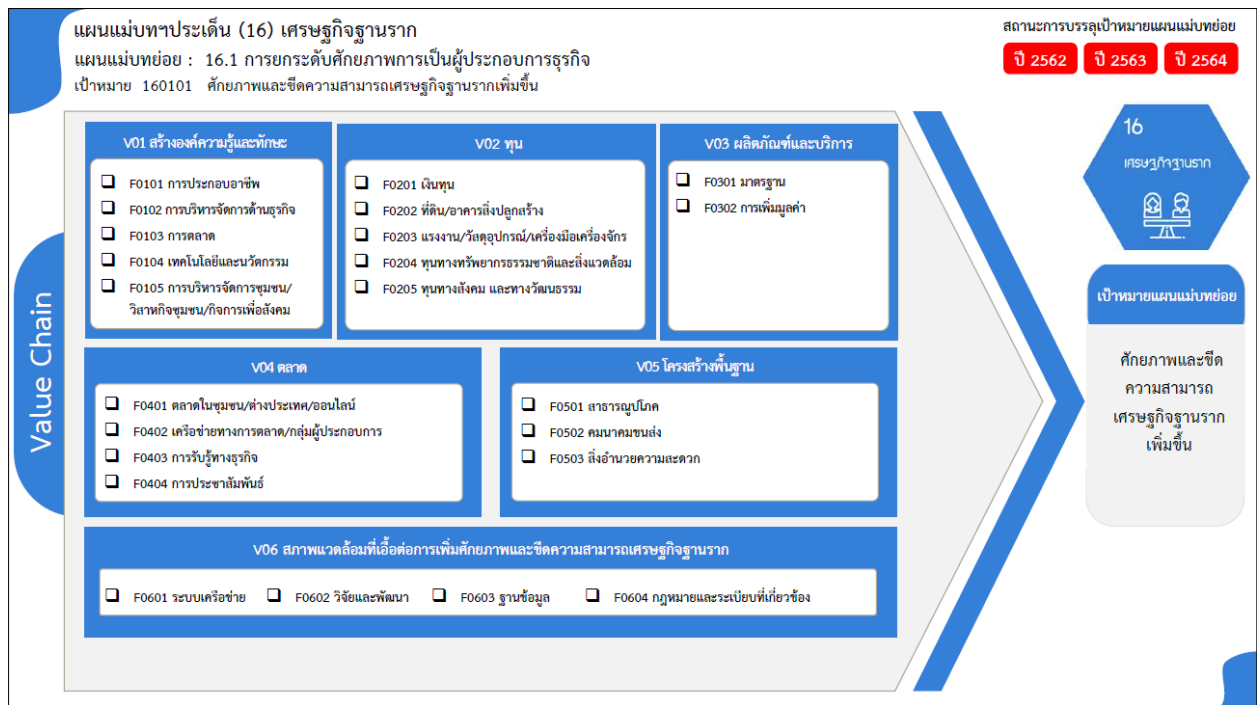 แผนแม่บทฯประเด็น (16) เศรษฐกิจฐานราก
แผนแม่บทย่อย : 16.1 การยกระดับศักยภาพการเป็นผู้ประกอบการธุรกิจ
เป้าหมาย 160101 ศักยภาพและขีดความสามารถเศรษฐกิจฐานรากเพิ่มขึ้น
สถานะการบรรลุเป้าหมายแผนแม่บทย่อย
ปี 2562 ปี 2563 ปี 2564
Value Chain
V01 สร้างองค์ความรู้และทักษะ
F0101 การประกอบอาชีพ
F0102 การบริหารจัดการด้านธุรกิจ
F0103 การตลาด
F0104 เทคโนโลยีและนวัตกรรม
F0105 การบริหารจัดการชุมชน/
วิสาหกิจชุมชน/กิจการเพื่อสังคม
V02 ทุน
F0201 เงินทุน
F0202 ที่ดิน/อาคารสิ่งปลูกสร้าง
F0203 แรงงาน/วัสดุอุปกรณ์/เครื่องมือเครื่องจักร
F0204 ทุนทางทรัพยากรธรรมชาติและสิ่งแวดล้อม
F0205 ทุนทางสังคม และทางวัฒนธรรม
V03 ผลิตภัณฑ์และบริการ
F0301 มาตรฐาน
F0302 การเพิ่มมูลค่า
V04 ตลาด
F0401 ตลาดในชุมชน/ต่างประเทศ/ออนไลน์
F0402 เครือข่ายทางการตลาด/กลุ่มผู้ประกอบการ
F0403 การรับรู้ทางธุรกิจ
F0404 การประชาสัมพันธ์
V05 โครงสร้างพื้นฐาน
F0501 สาธารณูปโภค
F0502 คมนาคมขนส่ง
F0503 สิ่งอำนวยความสะดวก
V06 สภาพแวดล้อมที่เอื้อต่อการเพิ่มศักยภาพและขีดความสามารถเศรษฐกิจฐานราก
F0601 ระบบเครือข่าย F0602 วิจัยและพัฒนา F0603 ฐานข้อมูล F0604 กฎหมายและระเบียบที่เกี่ยวข้อง
16
เศรษฐกิจฐานราก
เป้าหมายแผนแม่บทย่อย
ศักยภาพและขีด
ความสามารถ
เศรษฐกิจฐานราก
เพิ่มขึ้น